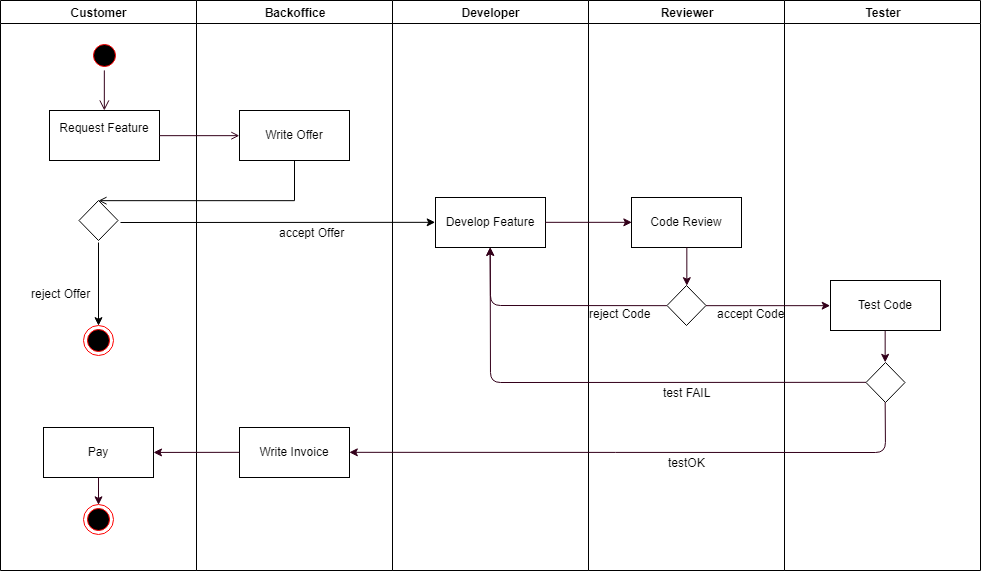 Customer
Backoffice
Developer
Reviewer
Tester
Request Feature
Write Offer
accept Offer
Develop Feature
Code Review
reject Offer
reject Code
accept Code
Test Code
test FAIL
Pay
Write Invoice
testOK